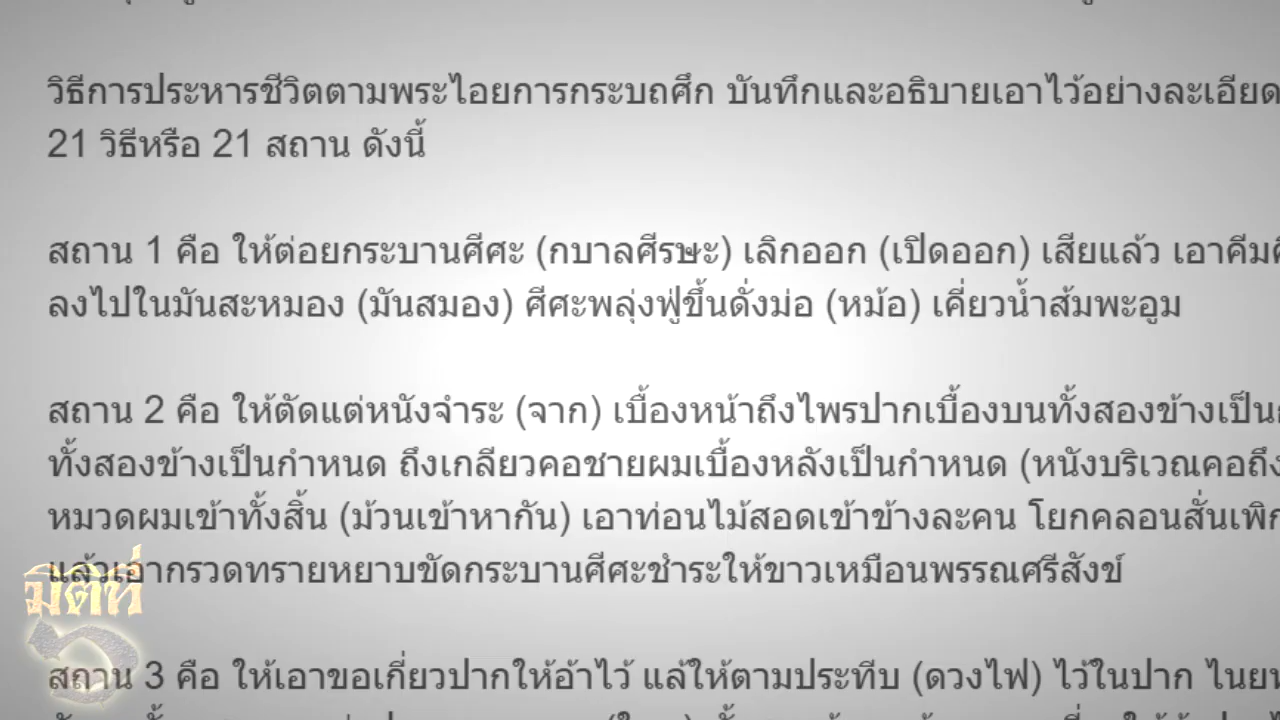 วิธีการประหารชีวิตตามพระไอยการกระบถศึก บันทึกและอธิบายเอาไว้อย่างละเอียด
21 วิธีหรือ 21 สถาน ดังนี้
สถาน 1 คือ ให้ต่อยกระบานศีศะ (กบาลศีรษะ) เลิกออก (เปิดออก) เสียแล้ว เอาคีมคี
ลงไปในมันสะหมอง (มันสมอง) ศีศะพลุ่งฟู่ขึ้นดั่งม่อ (หม้อ) เคี่ยวน้ำส้มพะอูม
สถาน 2 คือ ให้ตัดแต่หนังจำระ (จาก) เบื้องหน้าถึงไพรปากเบื้องบนทั้งสองข้างเป็น
ทั้งสองข้างเป็นกำหนด ถึงเกลียวคอชายผมเบื้องหลังเป็นกำหนด (หนังบริเวณคอถึง
หมวดผมเข้าทั้งสิ้น (ม้วนเข้าหากัน) เอาท่อนไม้สอดเข้าข้างละคน โยกคลอนสั่นเพิก
แล้วเอากรวดทรายหยาบขัดกระบานศีศะชำระให้ขาวเหมือนพรรณศรีสังข์
สถาน 3 คือ ให้เอาขอเกี่ยวปากให้อ้าไว้ แล้ให้ตามประทีบ (ดวงไฟ) ไว้ในปาก ไนย
มิติที่
๖